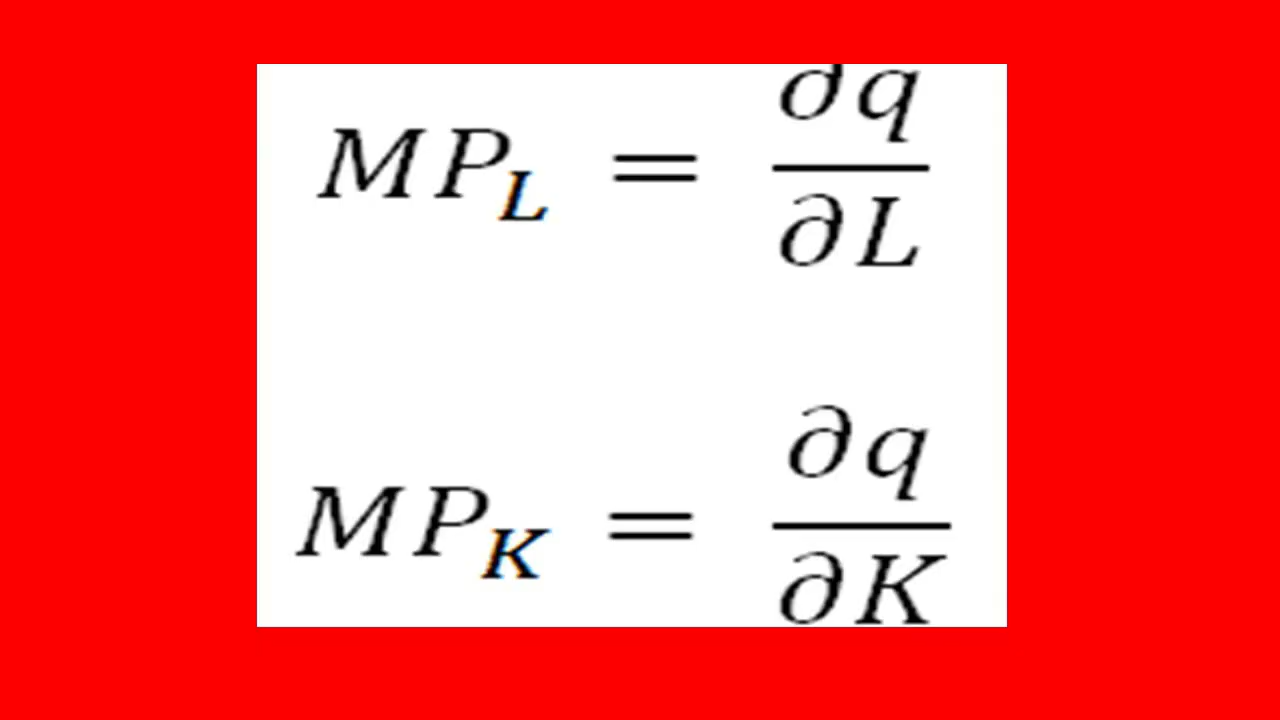 MP_L = ∂q/∂L
MP_K = ∂q/∂K